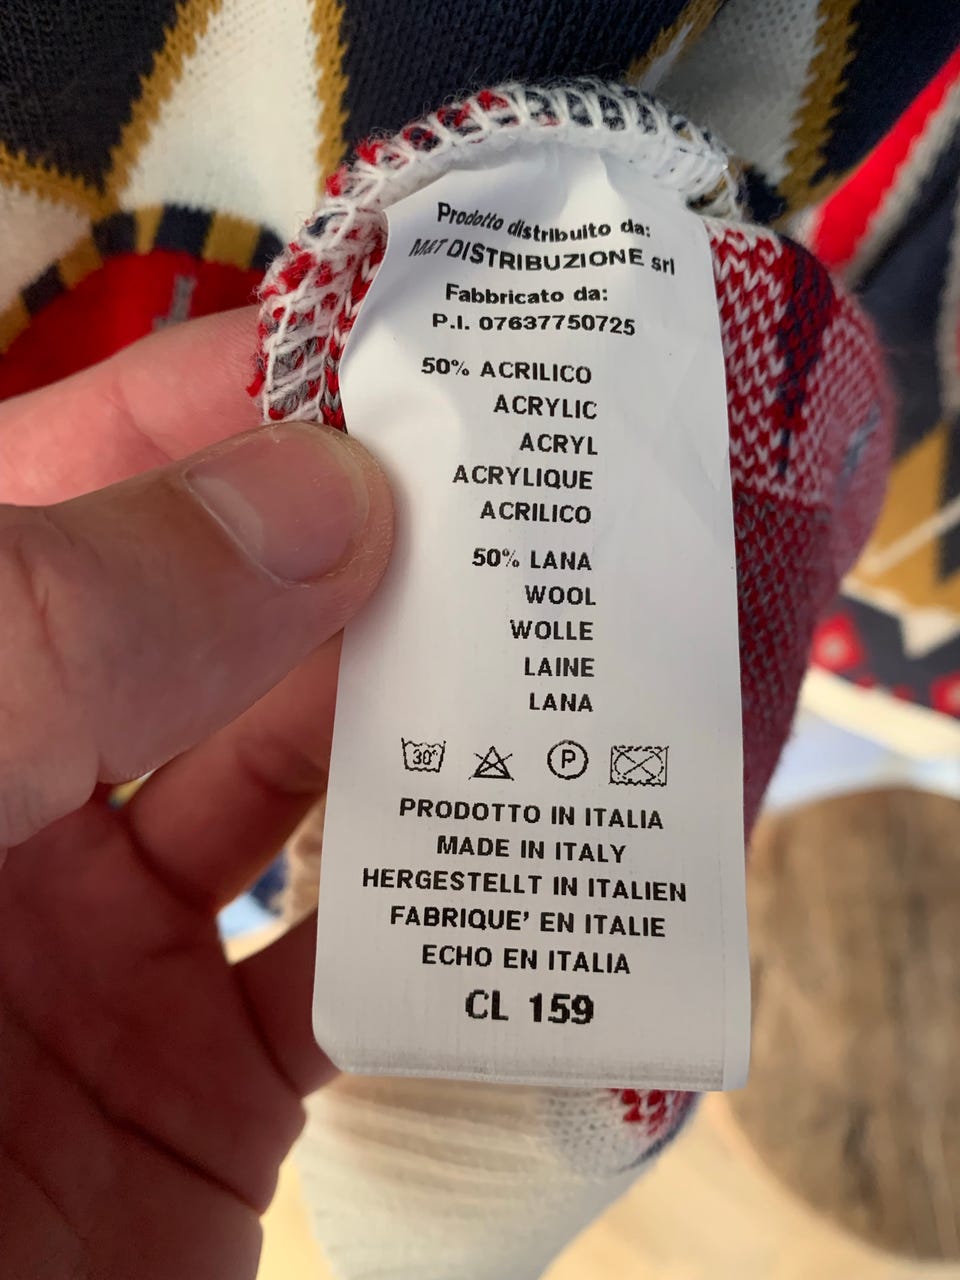 Prodotto distribuito da:
M&T DISTRIBUZIONE srl
Fabbricato da:
P.I. 07637750725
50% ACRILICO
ACRYLIC
ACRYL
ACRYLIQUE
ACRILICO
50% LANA
WOOL
WOLLE
LAINE
LANA
30° P
PRODOTTO IN ITALIA
MADE IN ITALY
HERGESTELLT IN ITALIEN
FABRIQUE’ EN ITALIE
ECHO EN ITALIA
CL 159